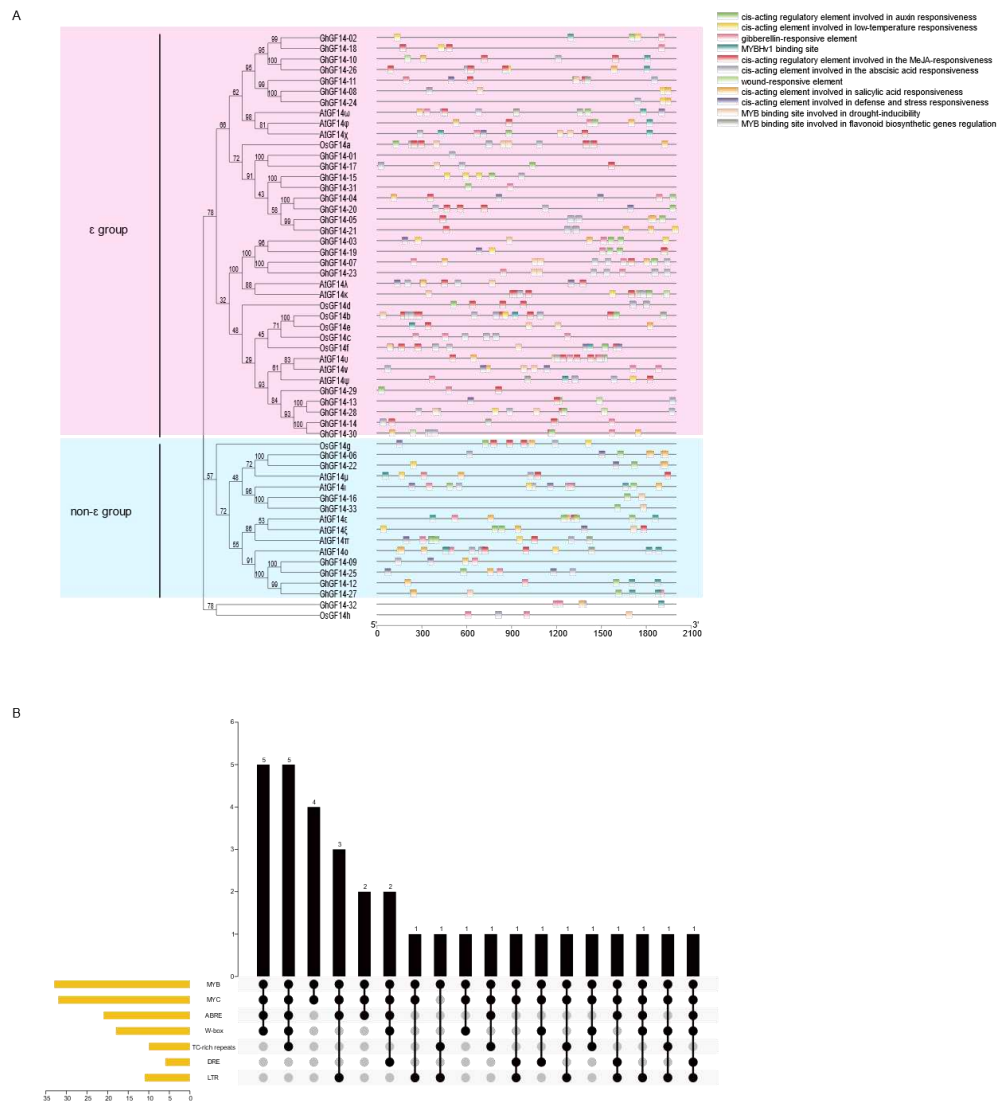 A
cis-acting regulatory element involved in auxin responsiveness
cis-acting element involved in low-temperature responsiveness
gibberellin-responsive element
MYBHv1 binding site
cis-acting regulatory element involved in the MeJA-responsiveness
cis-acting element involved in the abscisic acid responsiveness
wound-responsive element
cis-acting element involved in salicylic acid responsiveness
cis-acting element involved in defense and stress responsiveness
MYB binding site involved in drought-inducibility
MYB binding site involved in flavonoid biosynthetic genes regulation
ε group
non-ε group
GhGF14-02
GhGF14-18
GhGF14-10
GhGF14-26
GhGF14-11
GhGF14-08
GhGF14-24
AtGF14ω
AtGF14φ
AtGF14χ
OsGF14a
GhGF14-01
GhGF14-17
GhGF14-15
GhGF14-31
GhGF14-04
GhGF14-20
GhGF14-05
GhGF14-21
GhGF14-03
GhGF14-19
GhGF14-07
GhGF14-23
AtGF14λ
AtGF14κ
OsGF14d
OsGF14b
OsGF14e
OsGF14c
OsGF14f
AtGF14υ
AtGF14ν
AtGF14ψ
GhGF14-29
GhGF14-13
GhGF14-28
GhGF14-14
GhGF14-30
OsGF14g
GhGF14-06
GhGF14-22
AtGF14μ
AtGF14ι
GhGF14-16
GhGF14-33
AtGF14ε
AtGF14ξ
AtGF14π
AtGF14ο
GhGF14-09
GhGF14-25
GhGF14-12
GhGF14-27
GhGF14-32
OsGF14h
5' 3'
0 300 600 900 1200 1500 1800 2100
B
6
5
4
3
2
1
0
5 5 4 3 2 2 1 1 1 1 1 1 1 1 1 1 1 1
MYB
MYC
ABRE
W-box
TC-rich repeats
DRE
LTR
35 30 25 20 15 10 5 0